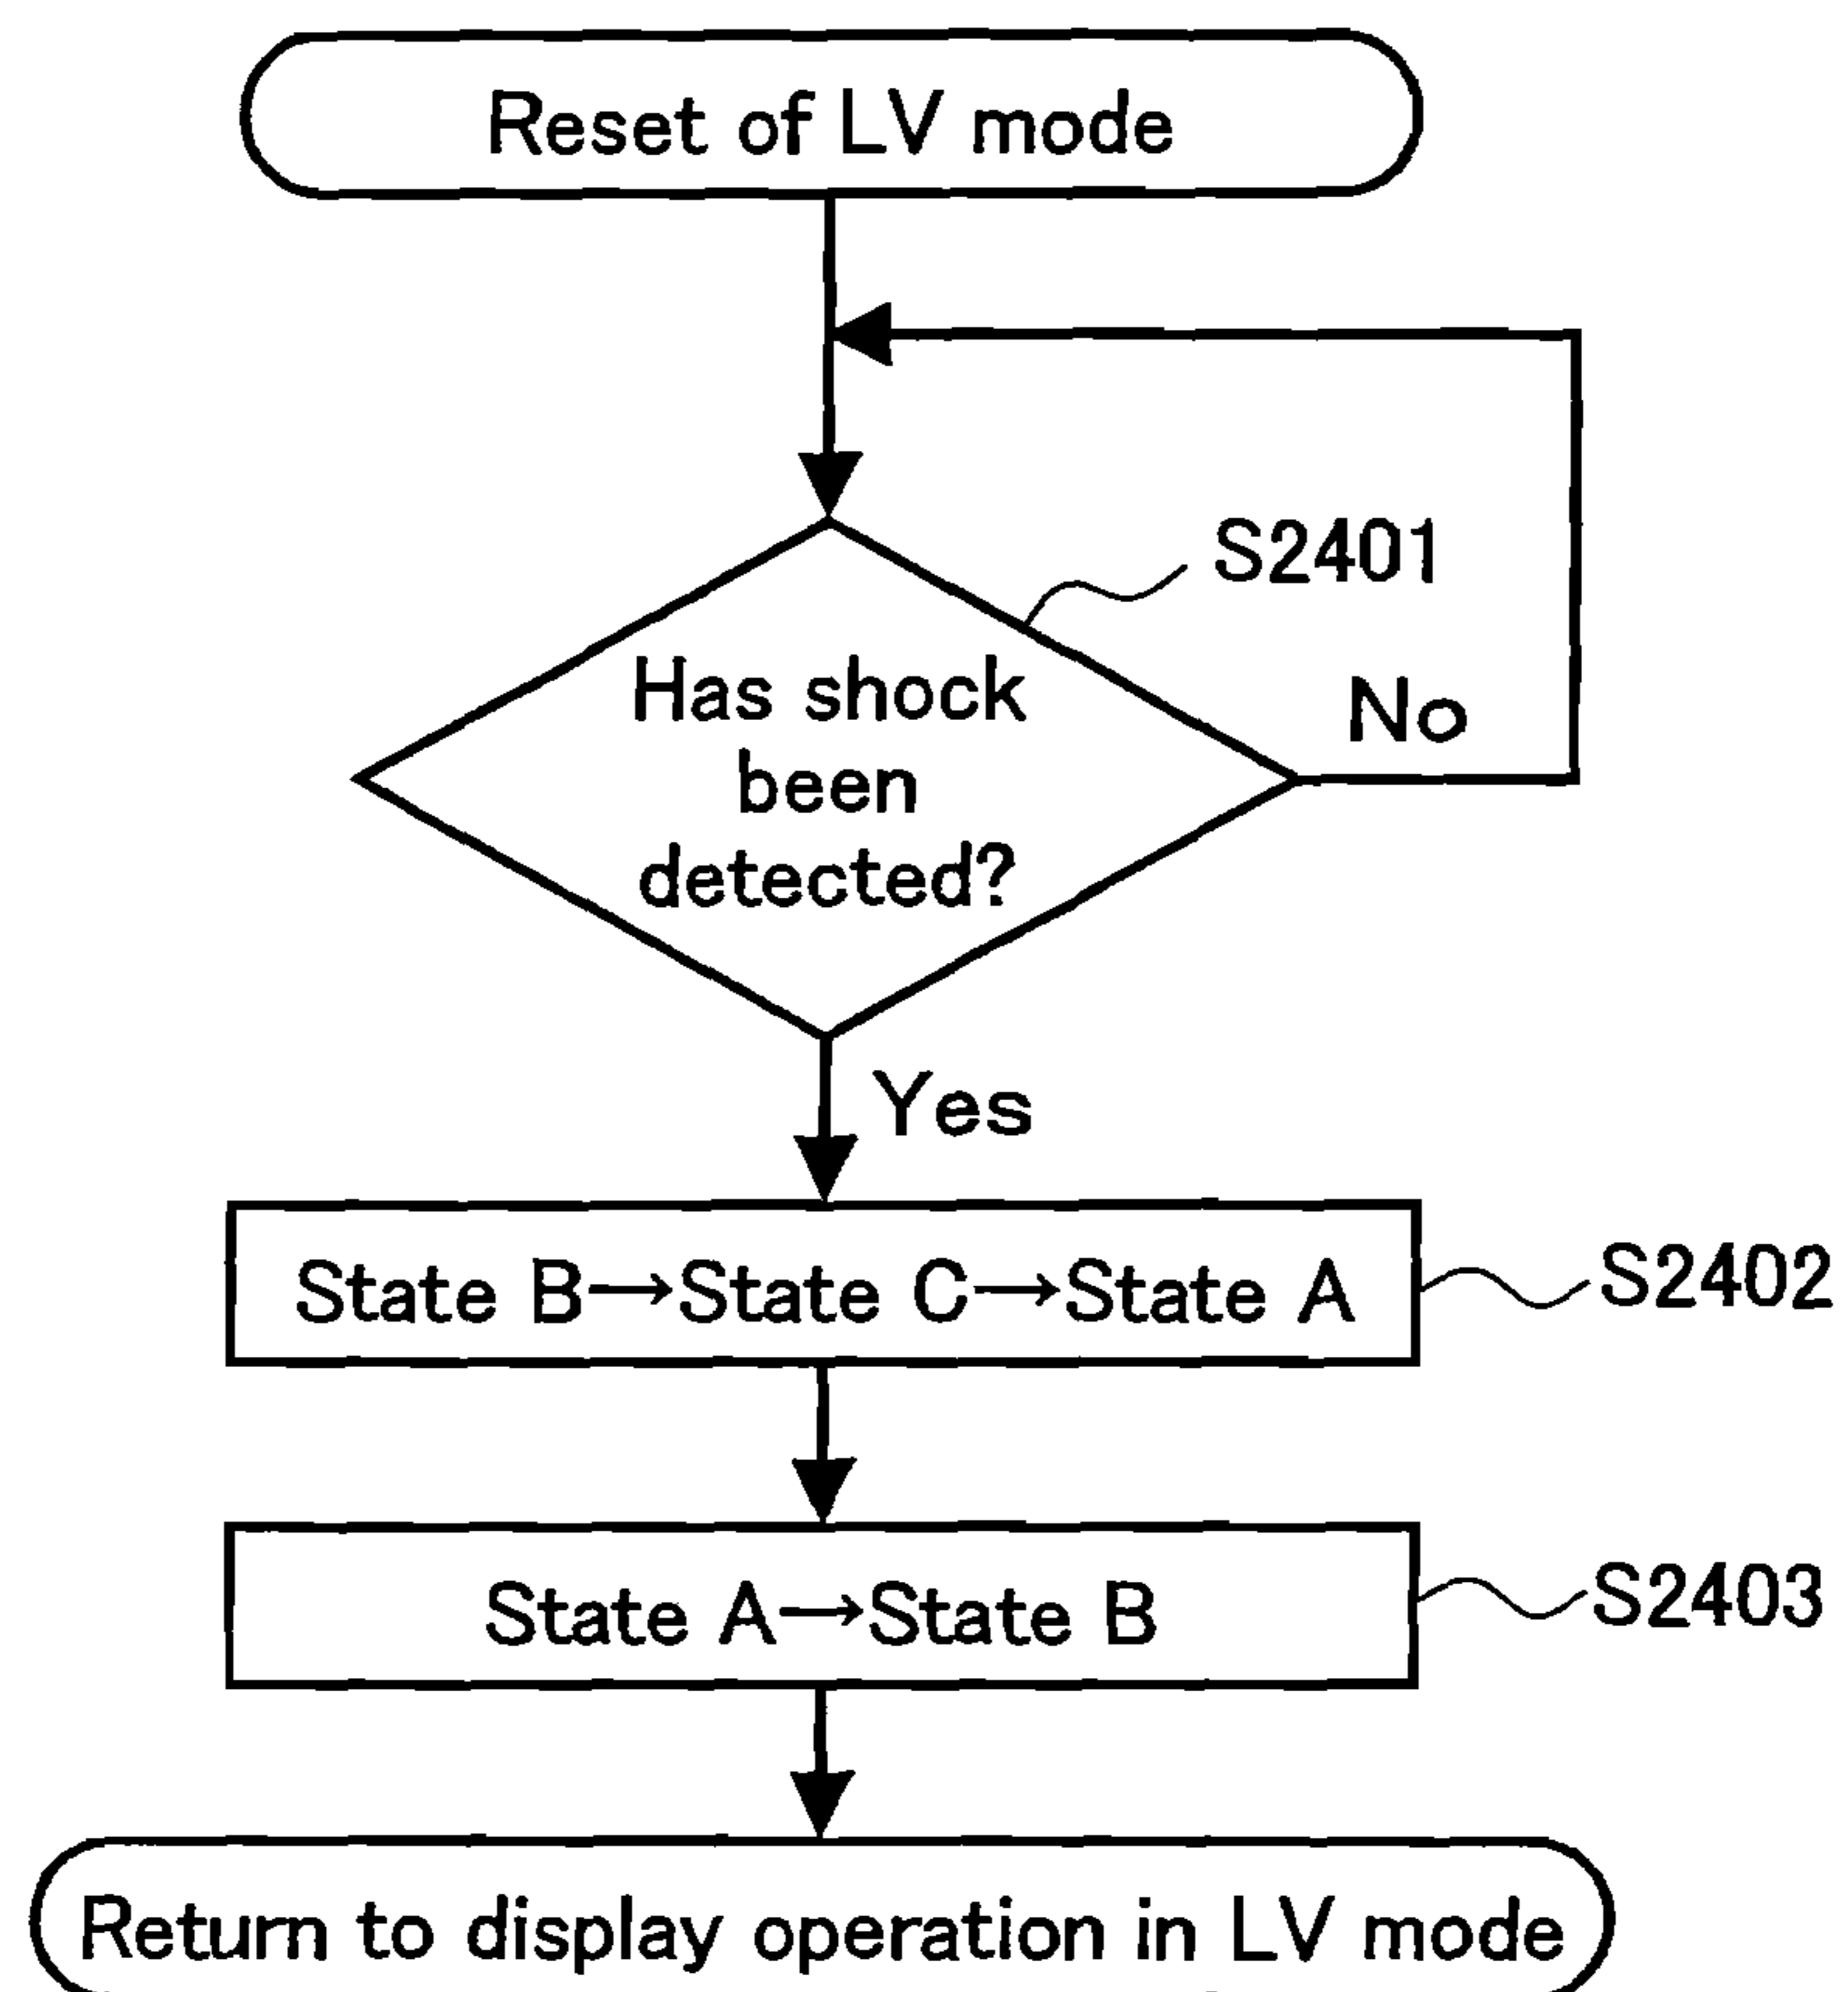 Reset of LV mode
S2401
Has shock
been
detected?
No
Yes
State B→State C→State A
S2402
State A→State B
S2403
Return to display operation in LV mode